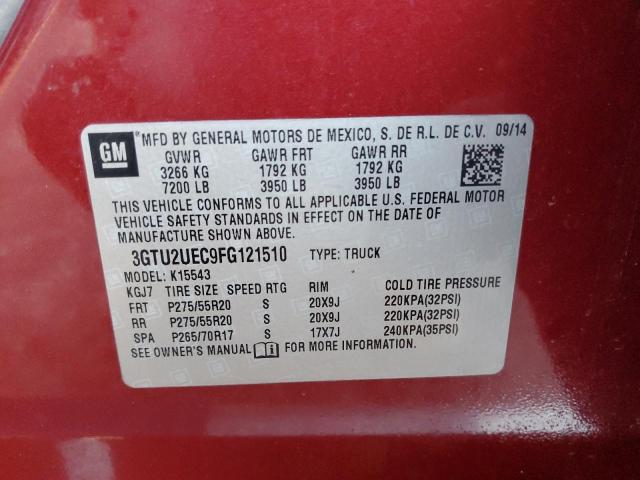 GM
*MFD BY GENERAL MOTORS DE MEXICO, S. DE R.L. DE C.V. 09/14
GVWR GAWR FRT GAWR RR
3266 KG 1792 KG 1792 KG
7200 LB 3950 LB 3950 LB
THIS VEHICLE CONFORMS TO ALL APPLICABLE U.S. FEDERAL MOTOR
VEHICLE SAFETY STANDARDS IN EFFECT ON THE DATE OF
MANUFACTURE SHOWN ABOVE.
3GTU2UEC9FG121510 TYPE: TRUCK
MODEL: K15543
KGJ7 TIRE SIZE SPEED RTG RIM COLD TIRE PRESSURE
FRT P275/55R20 S 20X9J 220KPA(32PSI)
RR P275/55R20 S 20X9J 220KPA(32PSI)
SPA P265/70R17 S 17X7J 240KPA(35PSI)
SEE OWNER'S MANUAL FOR MORE INFORMATION.